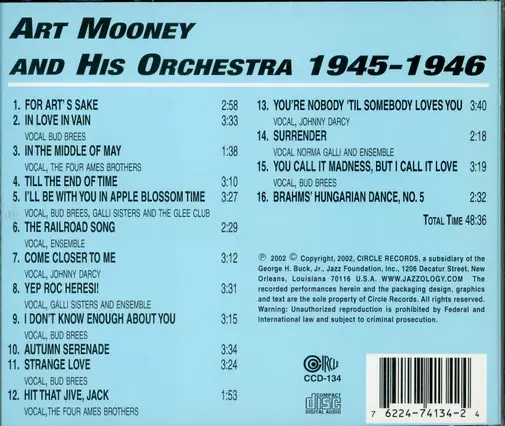 ART MOONEY
AND HIS ORCHESTRA 1945-1946
1. FOR ART'S SAKE 2:58
2. IN LOVE IN VAIN 3:33
VOCAL BUD BREES
3. IN THE MIDDLE OF MAY 1:38
VOCAL, THE FOUR AMES BROTHERS
4. TILL THE END OF TIME 3:10
5. I'LL BE WITH YOU IN APPLE BLOSSOM TIME 3:27
VOCAL, BUD BREES, GALLI SISTERS AND THE GLEE CLUB
6. THE RAILROAD SONG 2:29
VOCAL, ENSEMBLE
7. COME CLOSER TO ME 3:12
VOCAL, JOHNNY DARCY
8. YEP ROC HERESI! 3:31
VOCAL, GALLI SISTERS AND ENSEMBLE
9. I DON'T KNOW ENOUGH ABOUT YOU 3:15
VOCAL, BUD BREES
10. AUTUMN SERENADE 3:34
11. STRANGE LOVE 3:24
VOCAL, BUD BREES
12. HIT THAT JIVE, JACK 1:53
VOCAL,THE FOUR AMES BROTHERS
13. YOU'RE NOBODY 'TIL SOMEBODY LOVES YOU 3:40
VOCAL, JOHNNY DARCY
14. SURRENDER 2:18
VOCAL NORMA GALLI AND ENSEMBLE
15. YOU CALL IT MADNESS, BUT I CALL IT LOVE 3:19
VOCAL, BUD BREES
16. BRAHMS' HUNGARIAN DANCE, NO. 5 2:32
TOTAL TIME 48:36
℗ 2002 © Copyright, 2002, CIRCLE RECORDS, a subsidiary of the
George H. Buck, Jr., Jazz Foundation, Inc., 1206 Decatur Street, New
Orleans, Louisiana 70116 U.S.A. WWW.JAZZOLOGY.COM. The
recorded performances herein and the packaging design, graphics
and text are the sole property of Circle Records. All rights reserved.
Warning: Unauthorized reproduction is prohibited by Federal and
International law and subject to criminal prosecution.
CIRCLE
CCD-134
COMPACT
disc
DIGITAL AUDIO
7 62247-4134-2 4